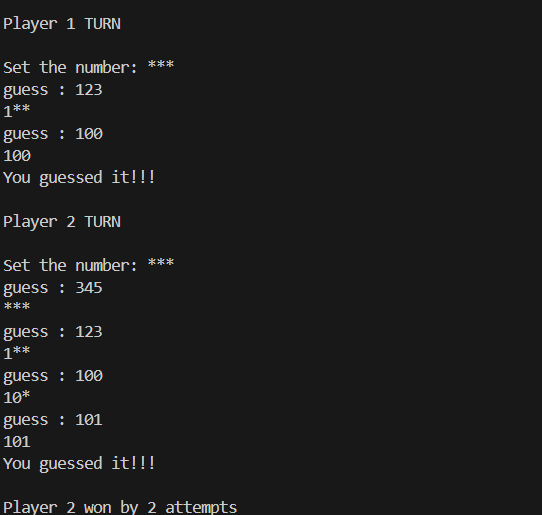 Player 1 TURN
Set the number: ***
guess : 123
1**
guess : 100
100
You guessed it!!!
Player 2 TURN
Set the number: ***
guess : 345
***
guess : 123
1**
guess : 100
10*
guess : 101
101
You guessed it!!!
Player 2 won by 2 attempts